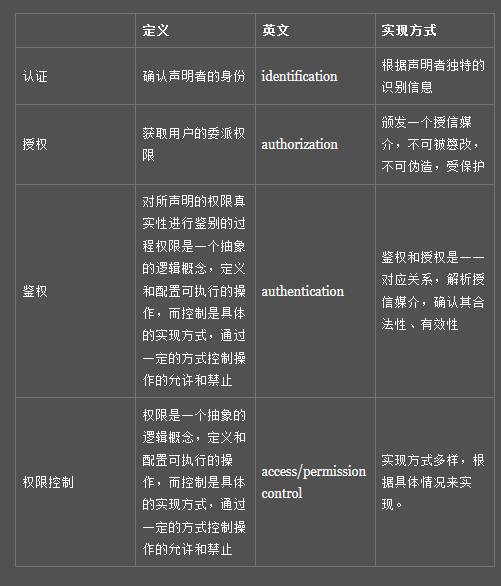 定义 英文 实现方式
认证
确认声明者的身份
identification
根据声明者独特的
识别信息
授权
获取用户的委派权
限
authorization
颁发一个授信媒
介，不可被篡改，
不可伪造，受保护
鉴权
对所声明的权限真
实性进行鉴别的过
程权限是一个抽象
的逻辑概念，定义
和配置可执行的操
作，而控制是具体
的实现方式，通过
一定的方式控制操
作的允许和禁止
authentication
鉴权和授权是一一
对应关系，解析授
信媒介，确认其合
法性、有效性
权限控制
权限是一个抽象的
逻辑概念，定义和
配置可执行的操
作，而控制是具体
的实现方式，通过
一定的方式控制操
作的允许和禁止
access/permission
control
实现方式多样，根
据具体情况来实
现。